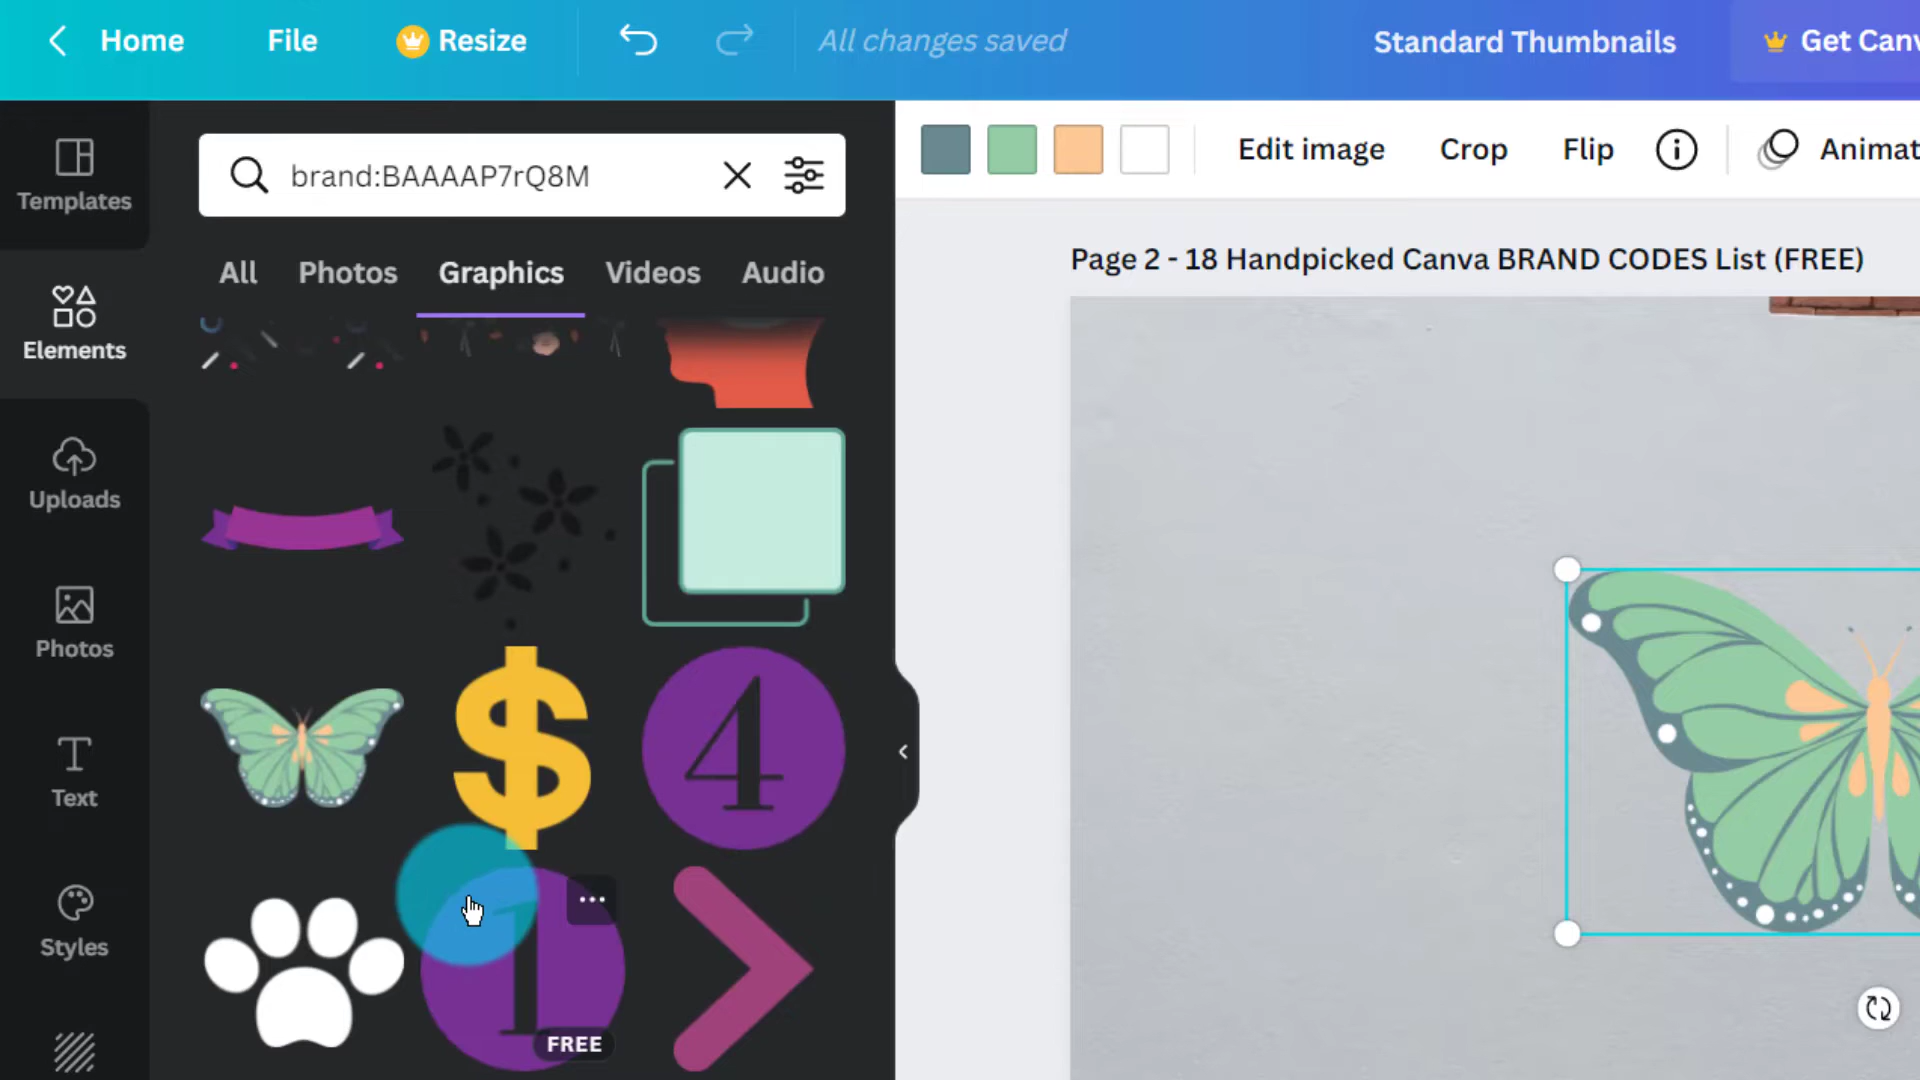 Home
File
Resize
All changes saved
Standard Thumbnails
Get Canv
Templates
Elements
Uploads
Photos
Text
Styles
brand:BAAAAP7rQ8M
All
Photos
Graphics
Videos
Audio
$
4
1
FREE
Edit image
Crop
Flip
Animat
Page 2 - 18 Handpicked Canva BRAND CODES List (FREE)